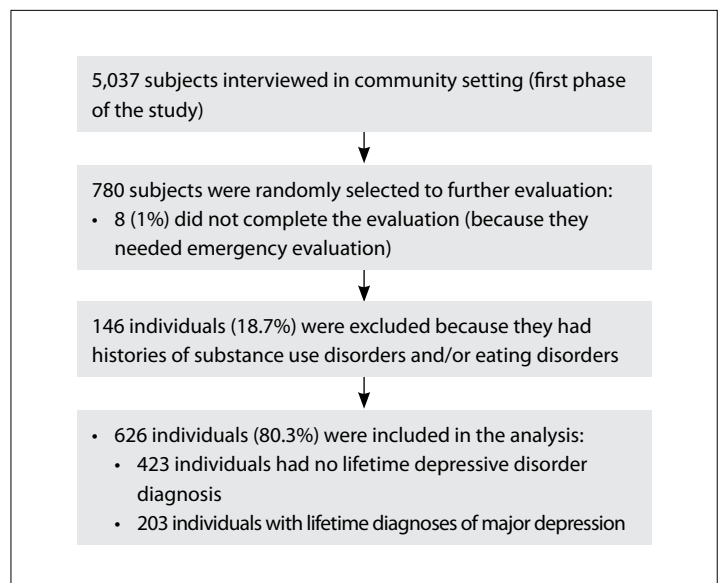 5,037 subjects interviewed in community setting (first phase
of the study)
780 subjects were randomly selected to further evaluation:
• 8 (1%) did not complete the evaluation (because they
needed emergency evaluation)
146 individuals (18.7%) were excluded because they had
histories of substance use disorders and/or eating disorders
• 626 individuals (80.3%) were included in the analysis:
• 423 individuals had no lifetime depressive disorder
diagnosis
• 203 individuals with lifetime diagnoses of major depression